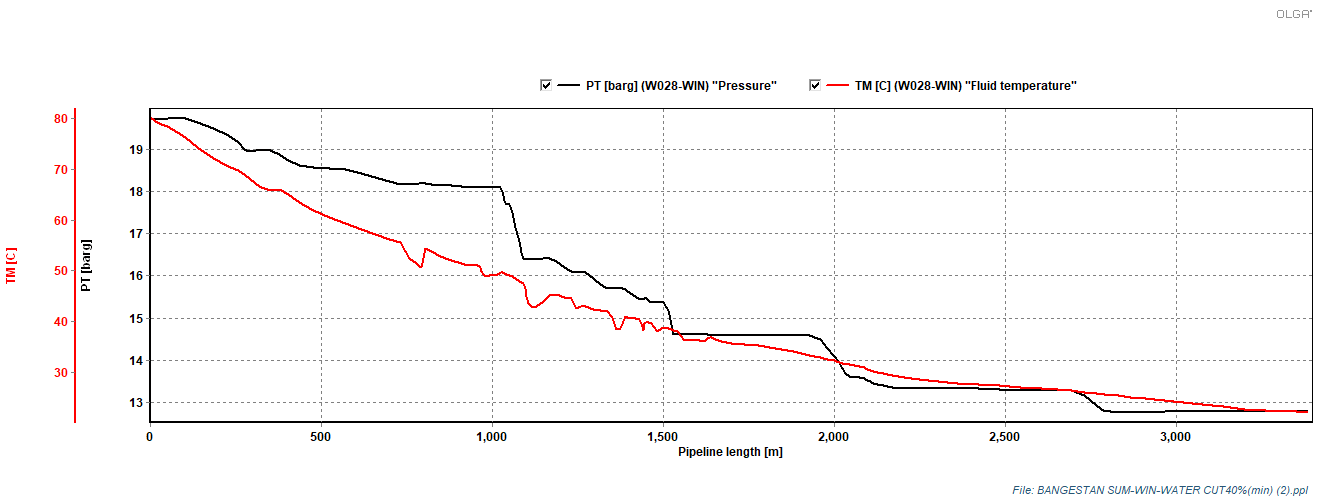 OLGA
PT [barg] (W028-WIN) "Pressure" TM [C] (W028-WIN) "Fluid temperature"
TM [C]
80
70
60
50
40
30
PT [barg]
19
18
17
16
15
14
13
0 500 1,000 1,500 2,000 2,500 3,000
Pipeline length [m]
File: BANGESTAN SUM-WIN-WATER CUT40%(min) (2).ppl